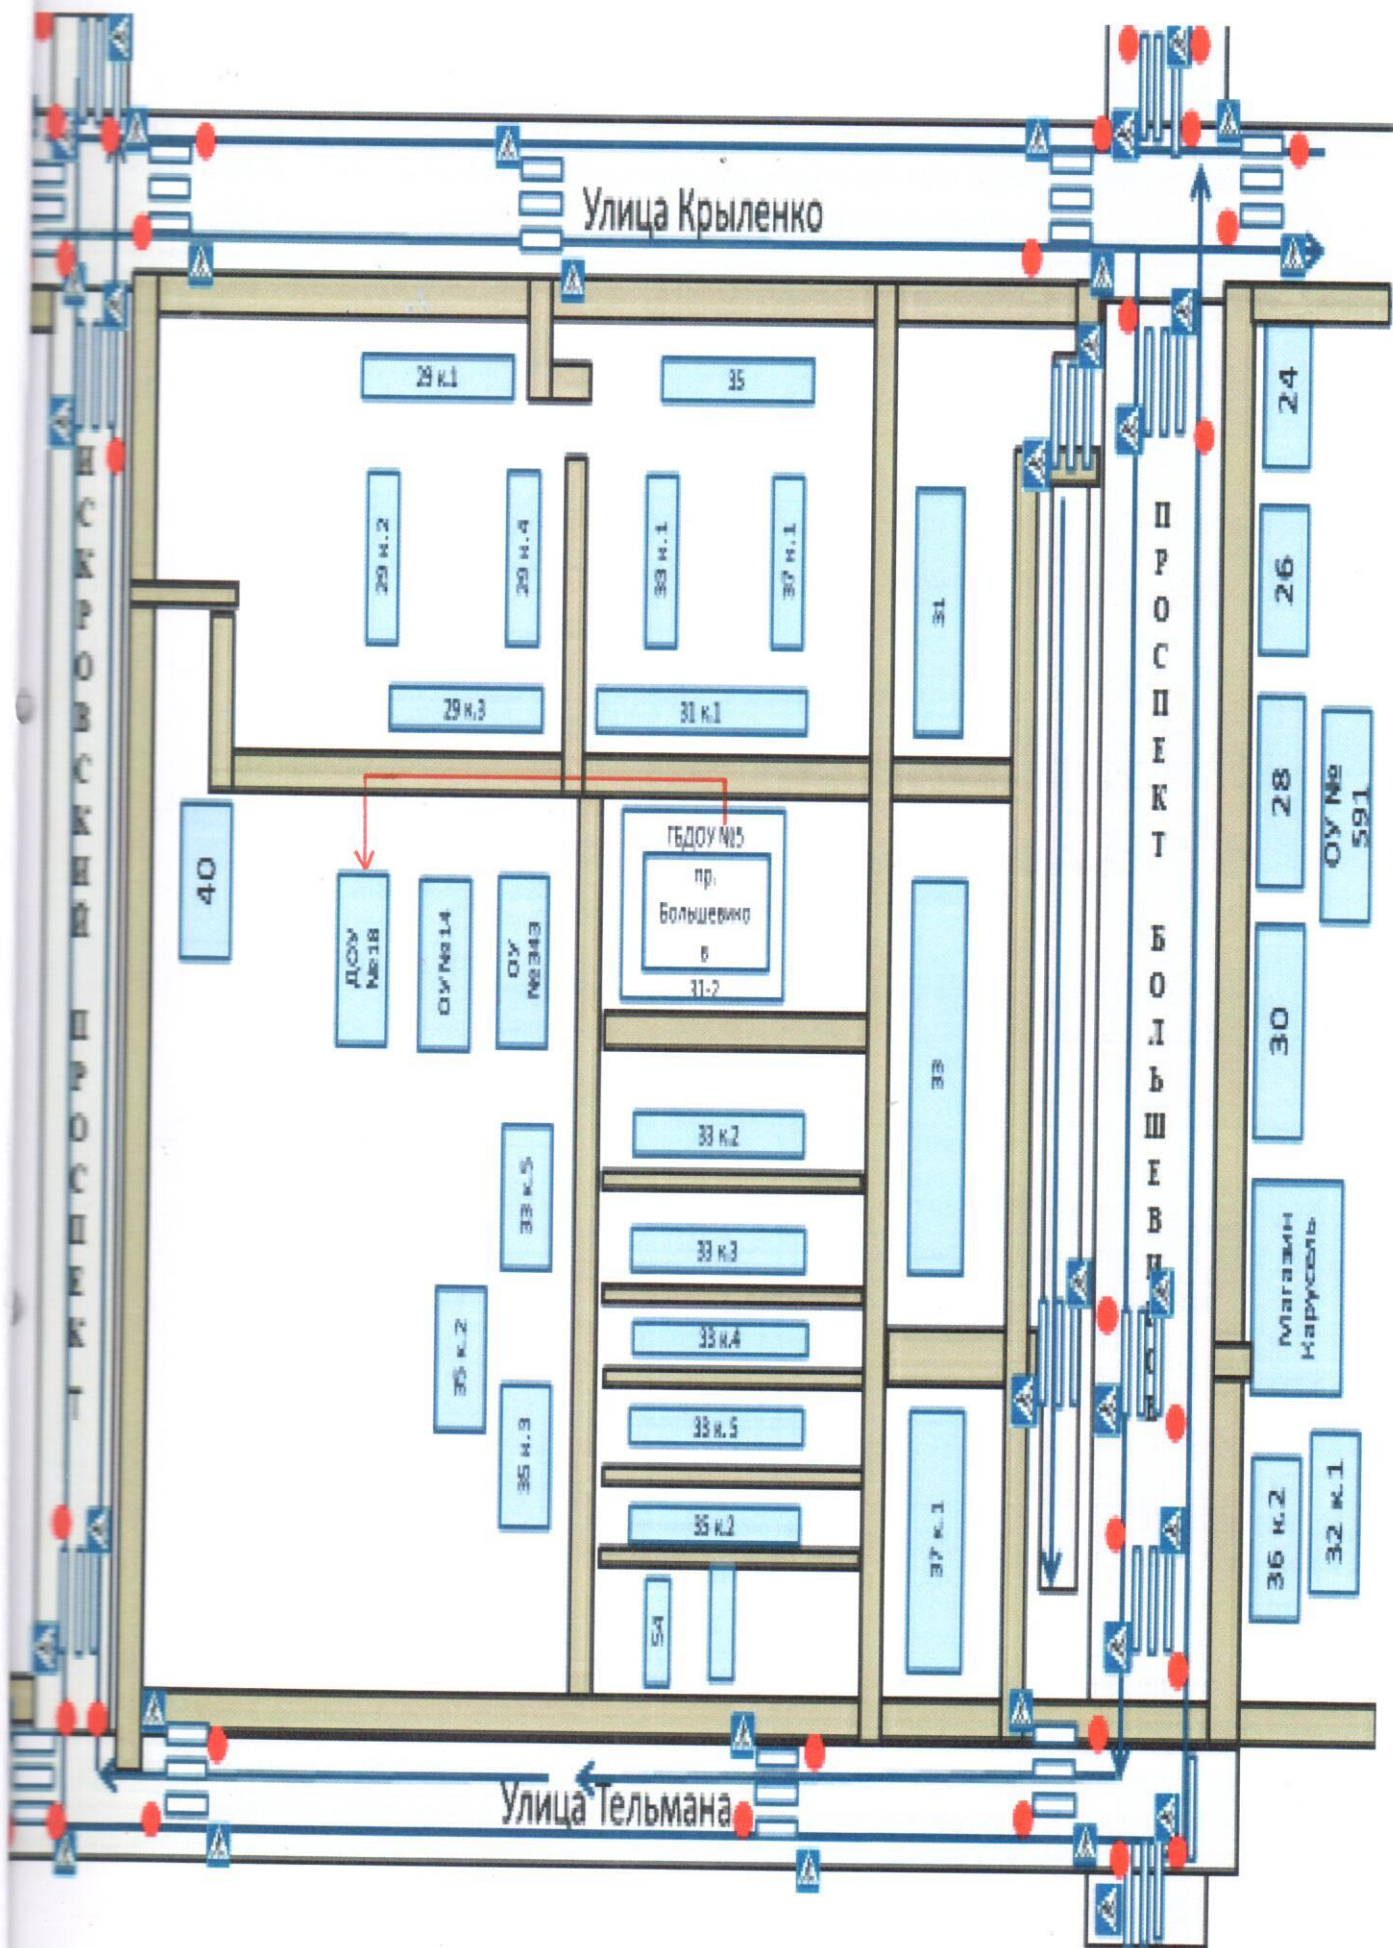 Улица Крыленко
29 к.1
35
29 к.2
29 к.4
33 к.1
37 к.1
31
24
26
29 к.3
31 к.1
28
ОУ №
591
40
ДОУ
№18
ОУ №14
ОУ
№343
ГБДОУ №5
пр.
Большевико
в
31-2
33
30
33 к.2
33 к.5
33 к.3
35 к.2
33 к.4
Магазин
Карусель
35 к.3
33 к.5
37 к.1
35 к.2
36 к.2
32 к.1
54
Улица Тельмана
ПРОСПЕКТ БОЛЬШЕВИКОВ
ИСКРОВСКИЙ ПРОСПЕКТ